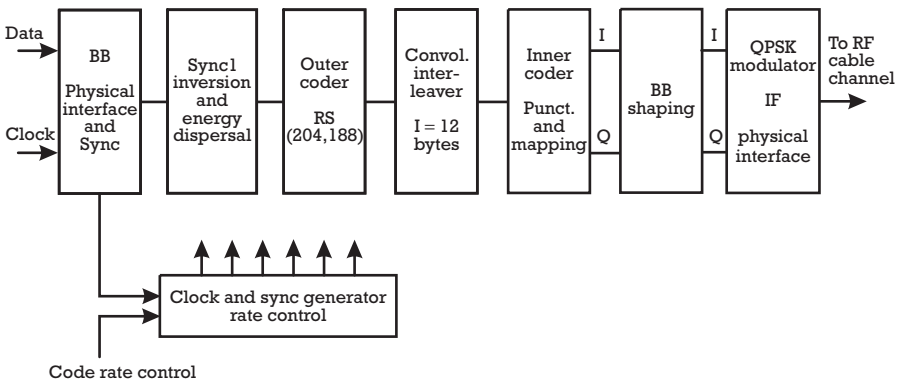 Data
Clock
BB
Physical
interface
and
Sync
Sync1
inversion
and
energy
dispersal
Outer
coder
RS
(204,188)
Convol.
inter-
leaver
I = 12
bytes
Inner
coder
Punct.
and
mapping
I
Q
BB
shaping
I
Q
QPSK
modulator
IF
physical
interface
To RF
cable
channel
Clock and sync generator
rate control
Code rate control